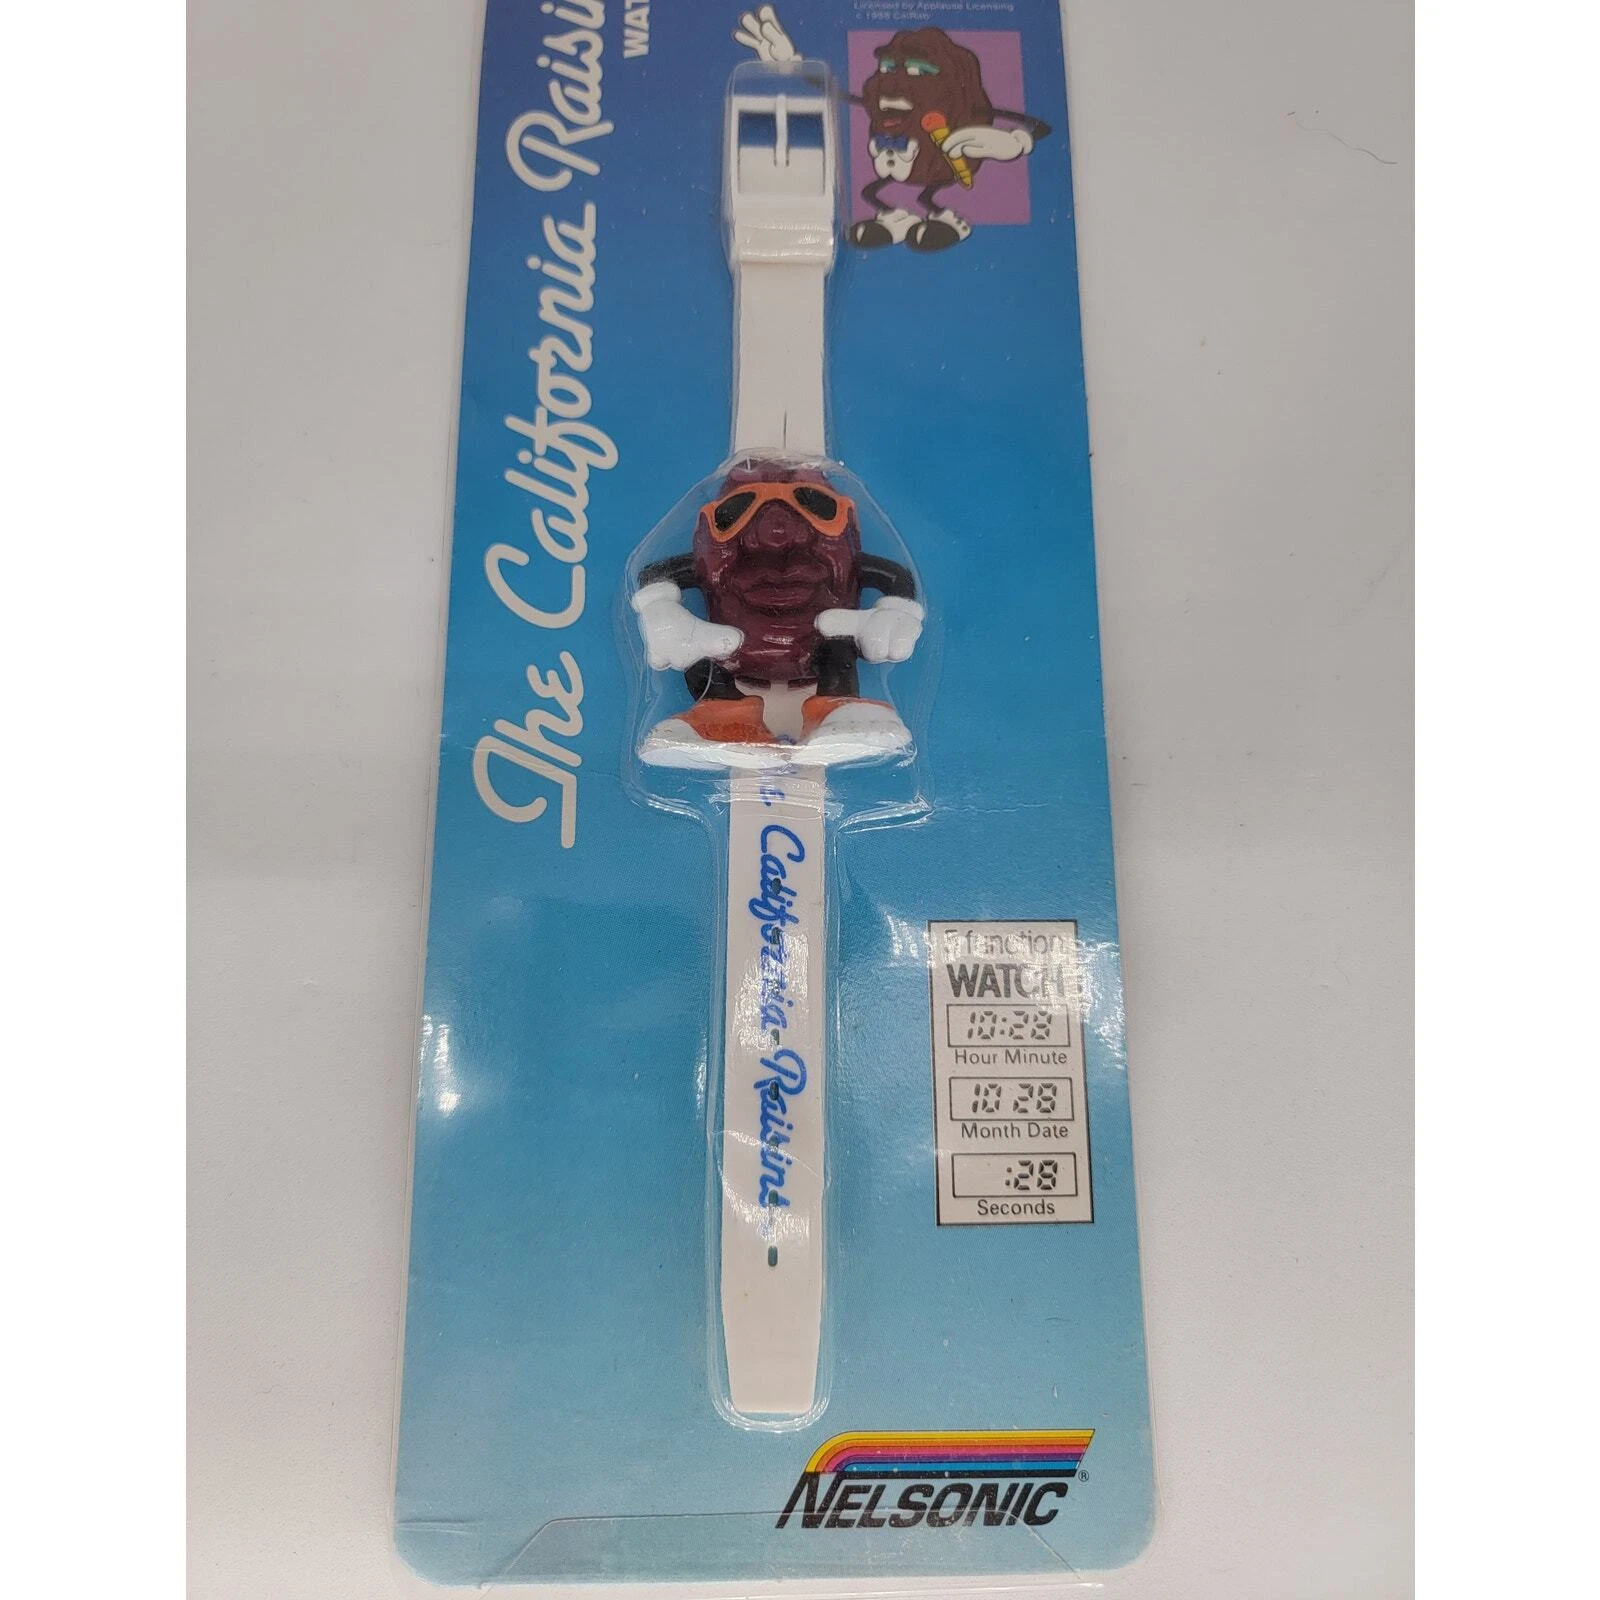 The California Raisin
WAT
Licensed by Applause Licensing
California Raisins
5 function
WATCH
10:28
Hour Minute
10 28
Month Date
:28
Seconds
NELSONIC®